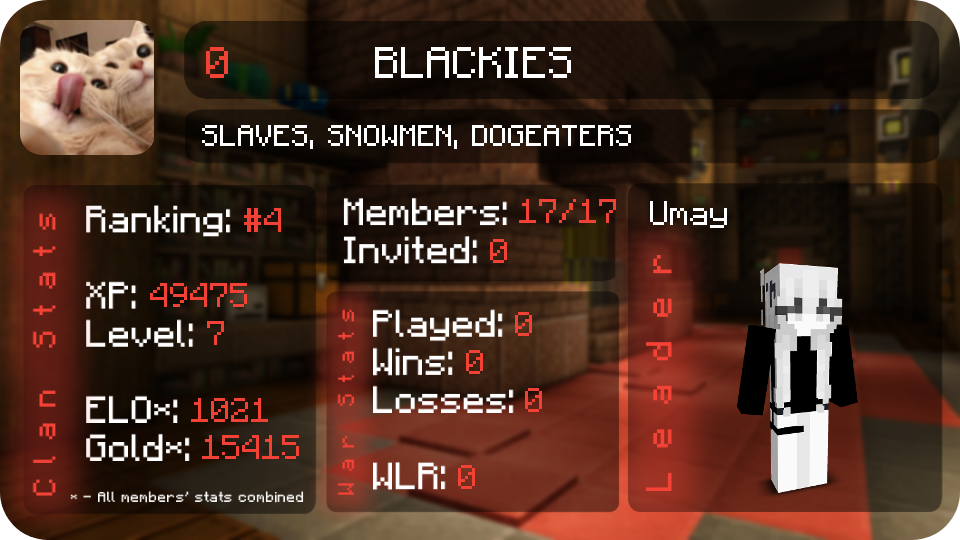 0 BLACKIES
SLAVES, SNOWMEN, DOGEATERS
Clan Stats
Ranking: #4
XP: 49475
Level: 7
ELO×: 1021
Gold×: 15415
× - All members' stats combined
Members: 17/17
Invited: 0
War Stats
Played: 0
Wins: 0
Losses: 0
WLR: 0
Umay
Leader